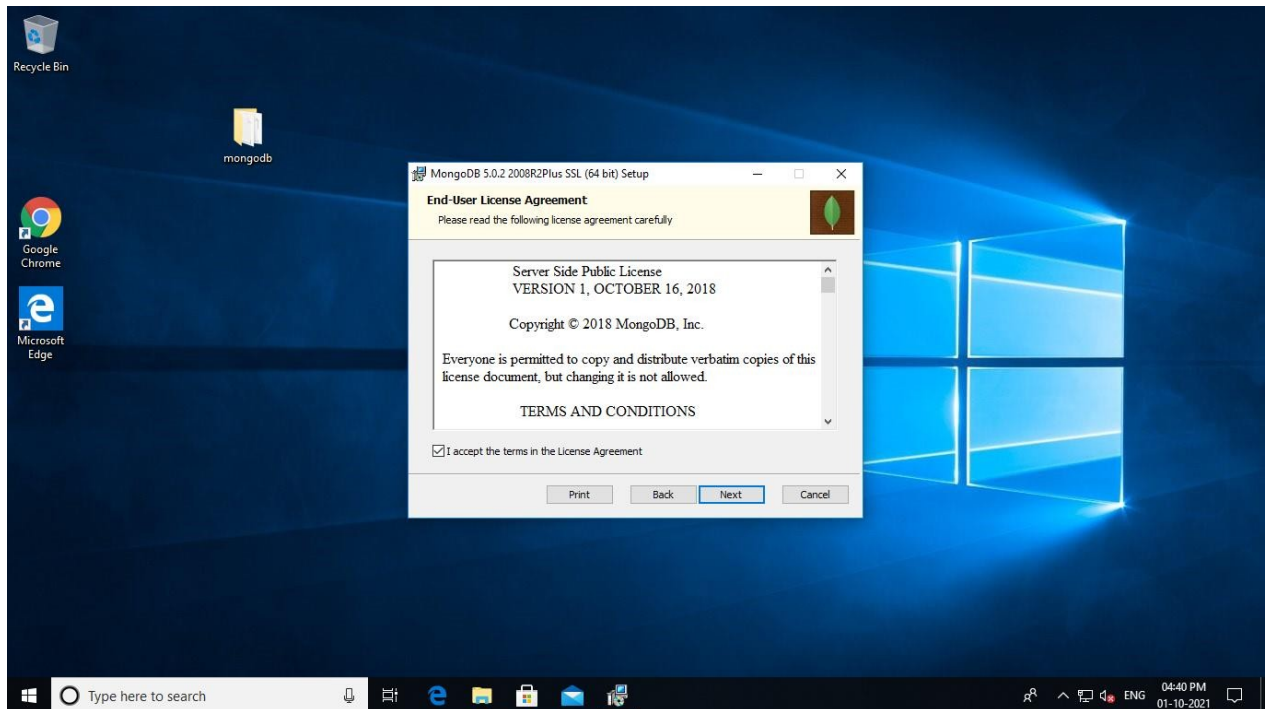 Recycle Bin
mongodb
Google
Chrome
Microsoft
Edge
MongoDB 5.0.2 2008R2Plus SSL (64 bit) Setup
End-User License Agreement
Please read the following license agreement carefully
Server Side Public License
VERSION 1, OCTOBER 16, 2018
Copyright © 2018 MongoDB, Inc.
Everyone is permitted to copy and distribute verbatim copies of this
license document, but changing it is not allowed.
TERMS AND CONDITIONS
I accept the terms in the License Agreement
Print Back Next Cancel
Type here to search
ENG
04:40 PM
01-10-2021